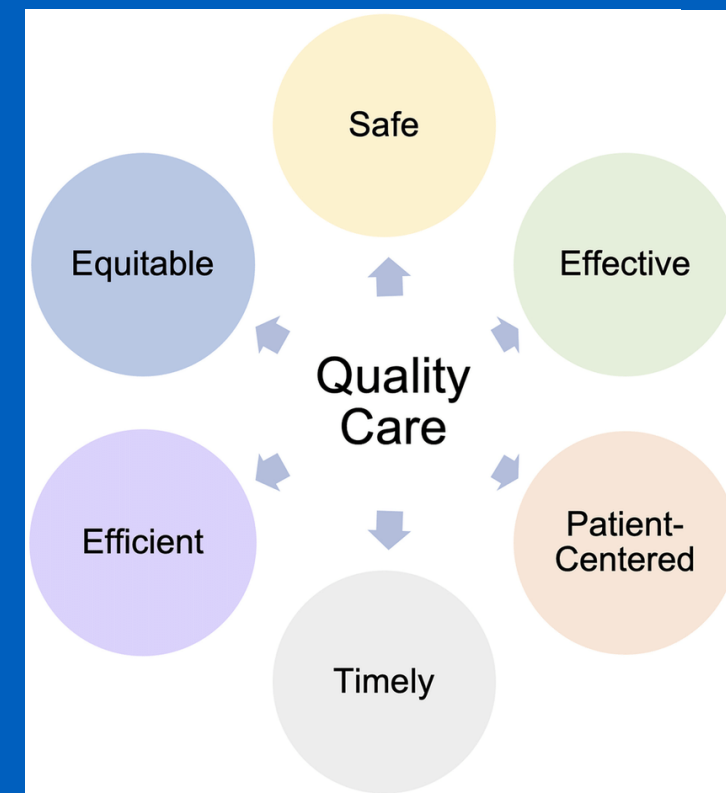 Safe
Equitable
Effective
Quality
Care
Efficient
Patient-
Centered
Timely